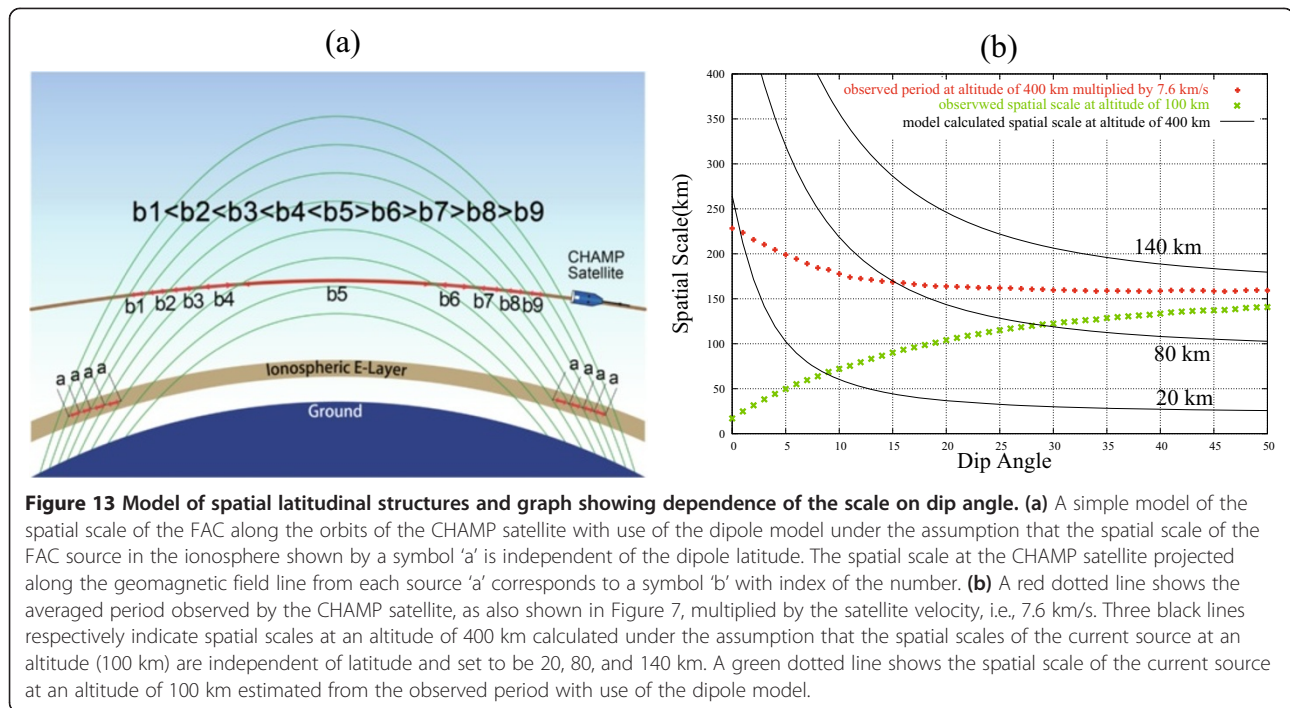 (a)
b1<b2<b3<b4<b5>b6>b7>b8>b9
CHAMP
Satellite
b1 b2 b3 b4 b5 b6 b7 b8 b9
a a a a
a a a a
Ionospheric E-Layer
Ground
(b)
400
350
300
250
200
150
100
50
0
Spatial Scale(km)
observed period at altitude of 400 km multiplied by 7.6 km/s
observwed spatial scale at altitude of 100 km
model calculated spatial scale at altitude of 400 km
140 km
80 km
20 km
0 5 10 15 20 25 30 35 40 45 50
Dip Angle
Figure 13 Model of spatial latitudinal structures and graph showing dependence of the scale on dip angle. (a) A simple model of the
spatial scale of the FAC along the orbits of the CHAMP satellite with use of the dipole model under the assumption that the spatial scale of the
FAC source in the ionosphere shown by a symbol ‘a’ is independent of the dipole latitude. The spatial scale at the CHAMP satellite projected
along the geomagnetic field line from each source ‘a’ corresponds to a symbol ‘b’ with index of the number. (b) A red dotted line shows the
averaged period observed by the CHAMP satellite, as also shown in Figure 7, multiplied by the satellite velocity, i.e., 7.6 km/s. Three black lines
respectively indicate spatial scales at an altitude of 400 km calculated under the assumption that the spatial scales of the current source at an
altitude (100 km) are independent of latitude and set to be 20, 80, and 140 km. A green dotted line shows the spatial scale of the current source
at an altitude of 100 km estimated from the observed period with use of the dipole model.